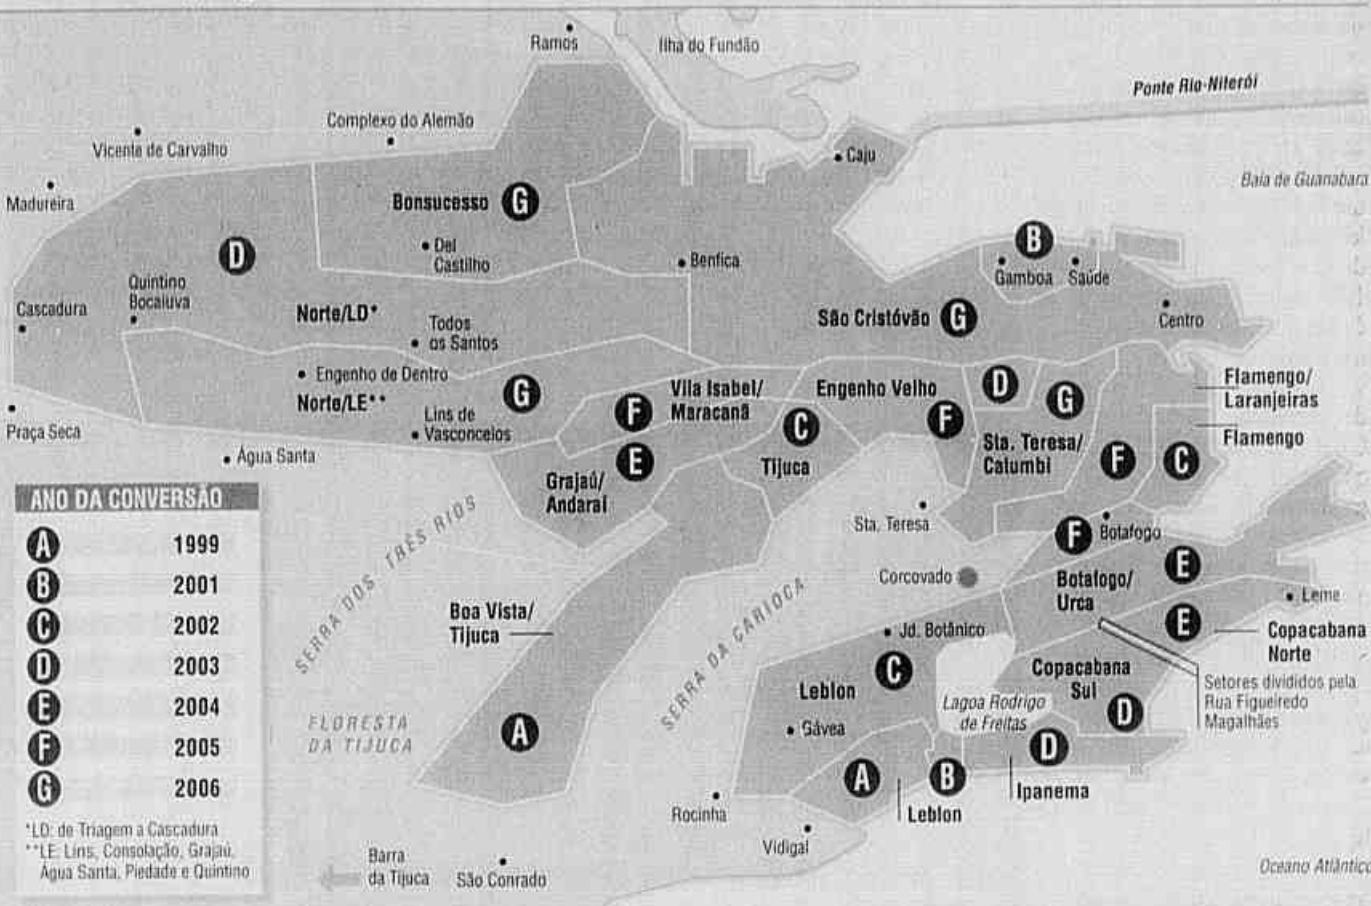 Ramos
Ilha do Fundão
Ponte Rio-Niterói
Complexo do Alemão
Vicente de Carvalho
Caju
Madureira
Baia de Guanabara
Bonsucesso
G
B
D
Del
Castilho
Benfica
Gamboa
Saúde
Quintino
Bocaiuva
Cascadura
Norte/LD*
Todos
os Santos
São Cristóvão
G
Centro
Engenho de Dentro
Norte/LE**
G
Vila Isabel/
Maracanã
F
Engenho Velho
F
D
G
Flamengo/
Laranjeiras
Flamengo
Praça Seca
Lins de
Vasconcelos
C
Tijuca
Sta. Teresa/
Catumbi
F
C
Água Santa
E
Grajaú/
Andaraí
ANO DA CONVERSÃO
A 1999
B 2001
C 2002
D 2003
E 2004
F 2005
G 2006
*LD: de Triagem a Cascadura
**LE: Lins, Consolação, Grajaú,
Água Santa, Piedade e Quintino
SERRA DOS TRÊS RIOS
Sta. Teresa
Botafogo
F
Corcovado
Botafogo/
Urca
E
Leme
Boa Vista/
Tijuca
SERRA DA CARIOCA
Jd. Botânico
E
Copacabana
Norte
Leblon
C
Copacabana
Sul
D
Setores divididos pela
Rua Figueiredo
Magalhães
FLORESTA
DA TIJUCA
A
Gávea
Lagoa Rodrigo
de Freitas
D
A
B
Ipanema
Leblon
Rocinha
Vidigal
Barra
da Tijuca
São Conrado
Oceano Atlântico